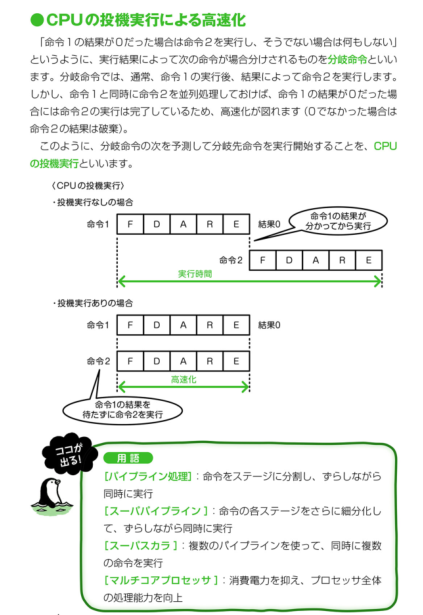 ●CPUの投機実行による高速化
「命令1の結果が0だった場合は命令2を実行し、そうでない場合は何もしない」
というように、実行結果によって次の命令が場合分けされるものを分岐命令といい
ます。分岐命令では、通常、命令1の実行後、結果によって命令2を実行します。
しかし、命令1と同時に命令2を並列処理しておけば、命令1の結果が0だった場
合には命令2の実行は完了しているため、高速化が図れます（0でなかった場合は
命令2の結果は破棄）。
このように、分岐命令の次を予測して分岐先命令を実行開始することを、CPU
の投機実行といいます。
〈CPUの投機実行〉
・投機実行なしの場合
命令1 F D A R E 結果0
命令1の結果が
分かってから実行
命令2 F D A R E
実行時間
・投機実行ありの場合
命令1 F D A R E 結果0
命令2 F D A R E
高速化
命令1の結果を
待たずに命令2を実行
ココが
出る!
用語
［パイプライン処理］：命令をステージに分割し、ずらしながら
同時に実行
［スーパパイプライン］：命令の各ステージをさらに細分化し
て、ずらしながら同時に実行
［スーパスカラ］：複数のパイプラインを使って、同時に複数
の命令を実行
［マルチコアプロセッサ］：消費電力を抑え、プロセッサ全体
の処理能力を向上